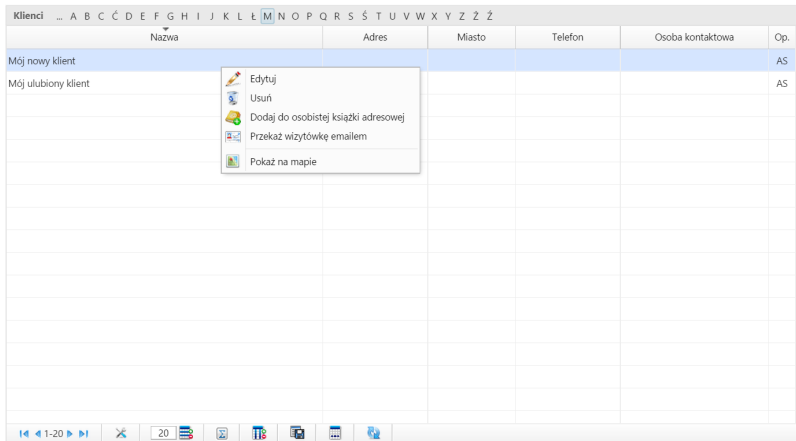 Klienci ... A B C Ć D E F G H I J K L Ł M N O P Q R S Ś T U V W X Y Z Ż Ź
Nazwa Adres Miasto Telefon Osoba kontaktowa Op.
Mój nowy klient AS
Mój ulubiony klient AS
Edytuj
Usuń
Dodaj do osobistej książki adresowej
Przekaż wizytówkę emailem
Pokaż na mapie
1-20 20